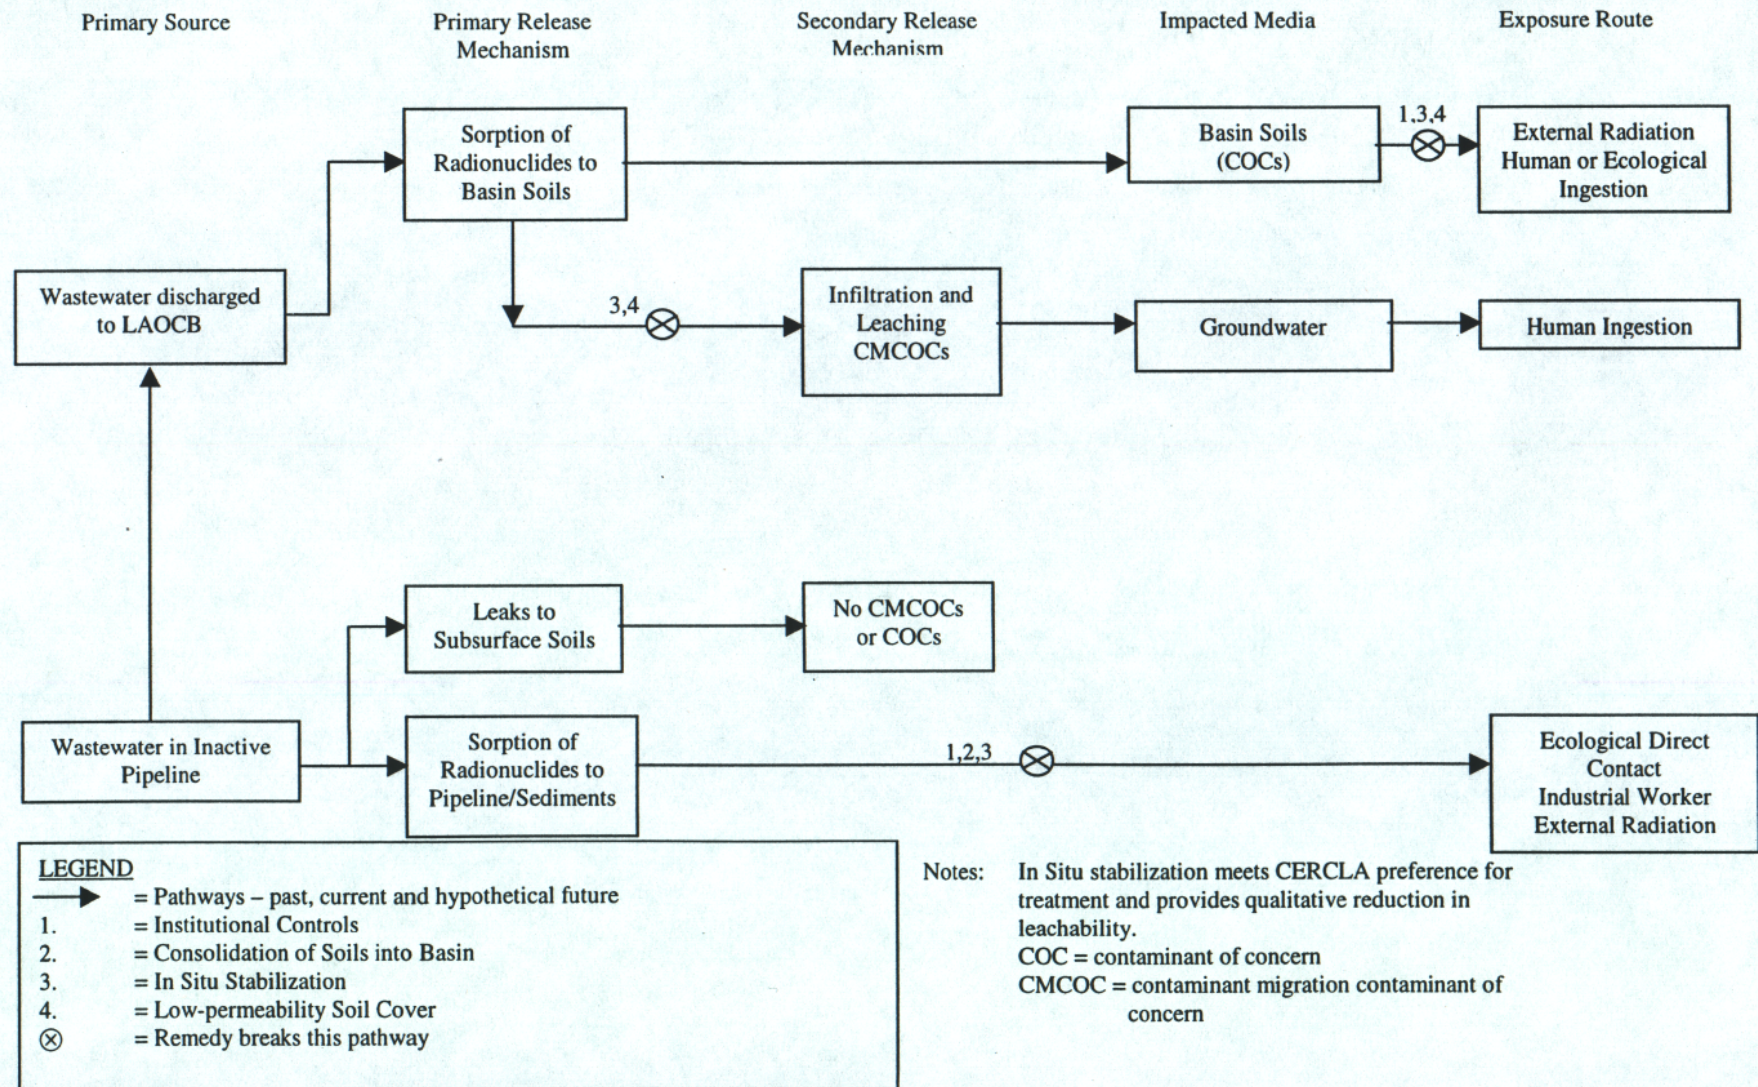 Primary Source
Primary Release
Mechanism
Secondary Release
Mechanism
Impacted Media
Exposure Route
Sorption of
Radionuclides to
Basin Soils
Basin Soils
(COCs)
1.3,4
External Radiation
Human or Ecological
Ingestion
Wastewater discharged
to LAOCB
3,4
Infiltration and
Leaching
CMCOCs
Groundwater
Human Ingestion
Leaks to
Subsurface Soils
No CMCOCs
or COCs
Wastewater in Inactive
Pipeline
Sorption of
Radionuclides to
Pipeline/Sediments
1,2,3
Ecological Direct
Contact
Industrial Worker
External Radiation
LEGEND
= Pathways – past, current and hypothetical future
1. = Institutional Controls
2. = Consolidation of Soils into Basin
3. = In Situ Stabilization
4. = Low-permeability Soil Cover
⊗ = Remedy breaks this pathway
Notes: In Situ stabilization meets CERCLA preference for
treatment and provides qualitative reduction in
leachability.
COC = contaminant of concern
CMCOC = contaminant migration contaminant of
concern